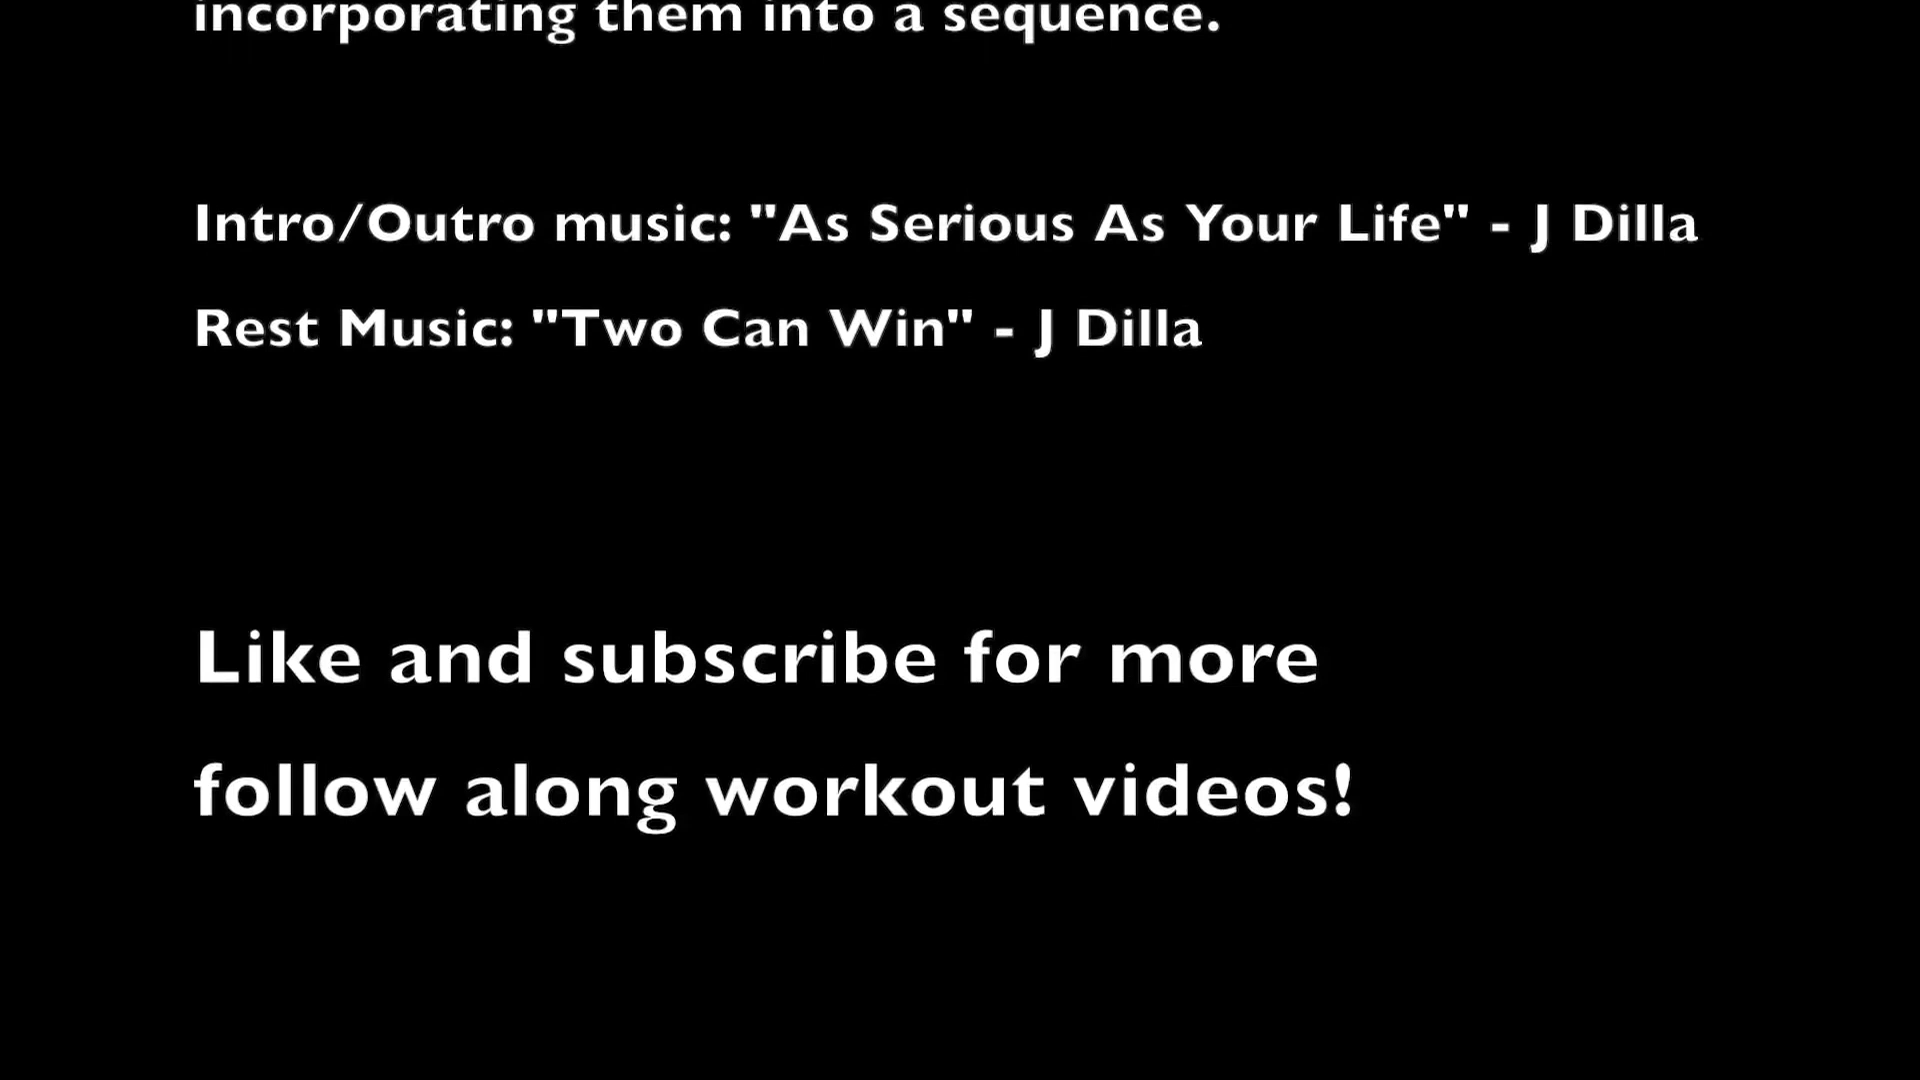 incorporating them into a sequence.
Intro/Outro music: "As Serious As Your Life" - J Dilla
Rest Music: "Two Can Win" - J Dilla
Like and subscribe for more
follow along workout videos!